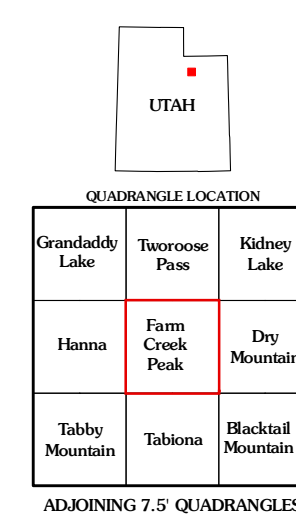 UTAH
QUADRANGLE LOCATION
Grandaddy Lake
Tworoose Pass
Kidney Lake
Hanna
Farm Creek Peak
Dry Mountain
Tabby Mountain
Tabiona
Blacktail Mountain
ADJOINING 7.5' QUADRANGLES